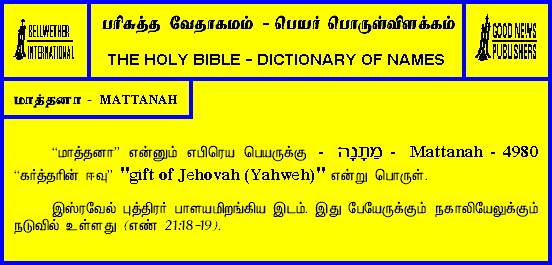 BELLWETHER
INTERNATIONAL
பரிசுத்த வேதாகமம் - பெயர் பொருள்விளக்கம்
THE HOLY BIBLE - DICTIONARY OF NAMES
GOOD NEWS
PUBLISHERS
மாத்தனா - MATTANAH
“மாத்தனா” என்னும் எபிரெய பெயருக்கு - מַתָּנָה - Mattanah - 4980
“கர்த்தரின் ஈவு” "gift of Jehovah (Yahweh)" என்று பொருள்.
இஸ்ரவேல் புத்திரர் பாளயமிறங்கிய இடம். இது பேயேருக்கும் நகாலியேலுக்கும்
நடுவில் உள்ளது (எண் 21:18-19).